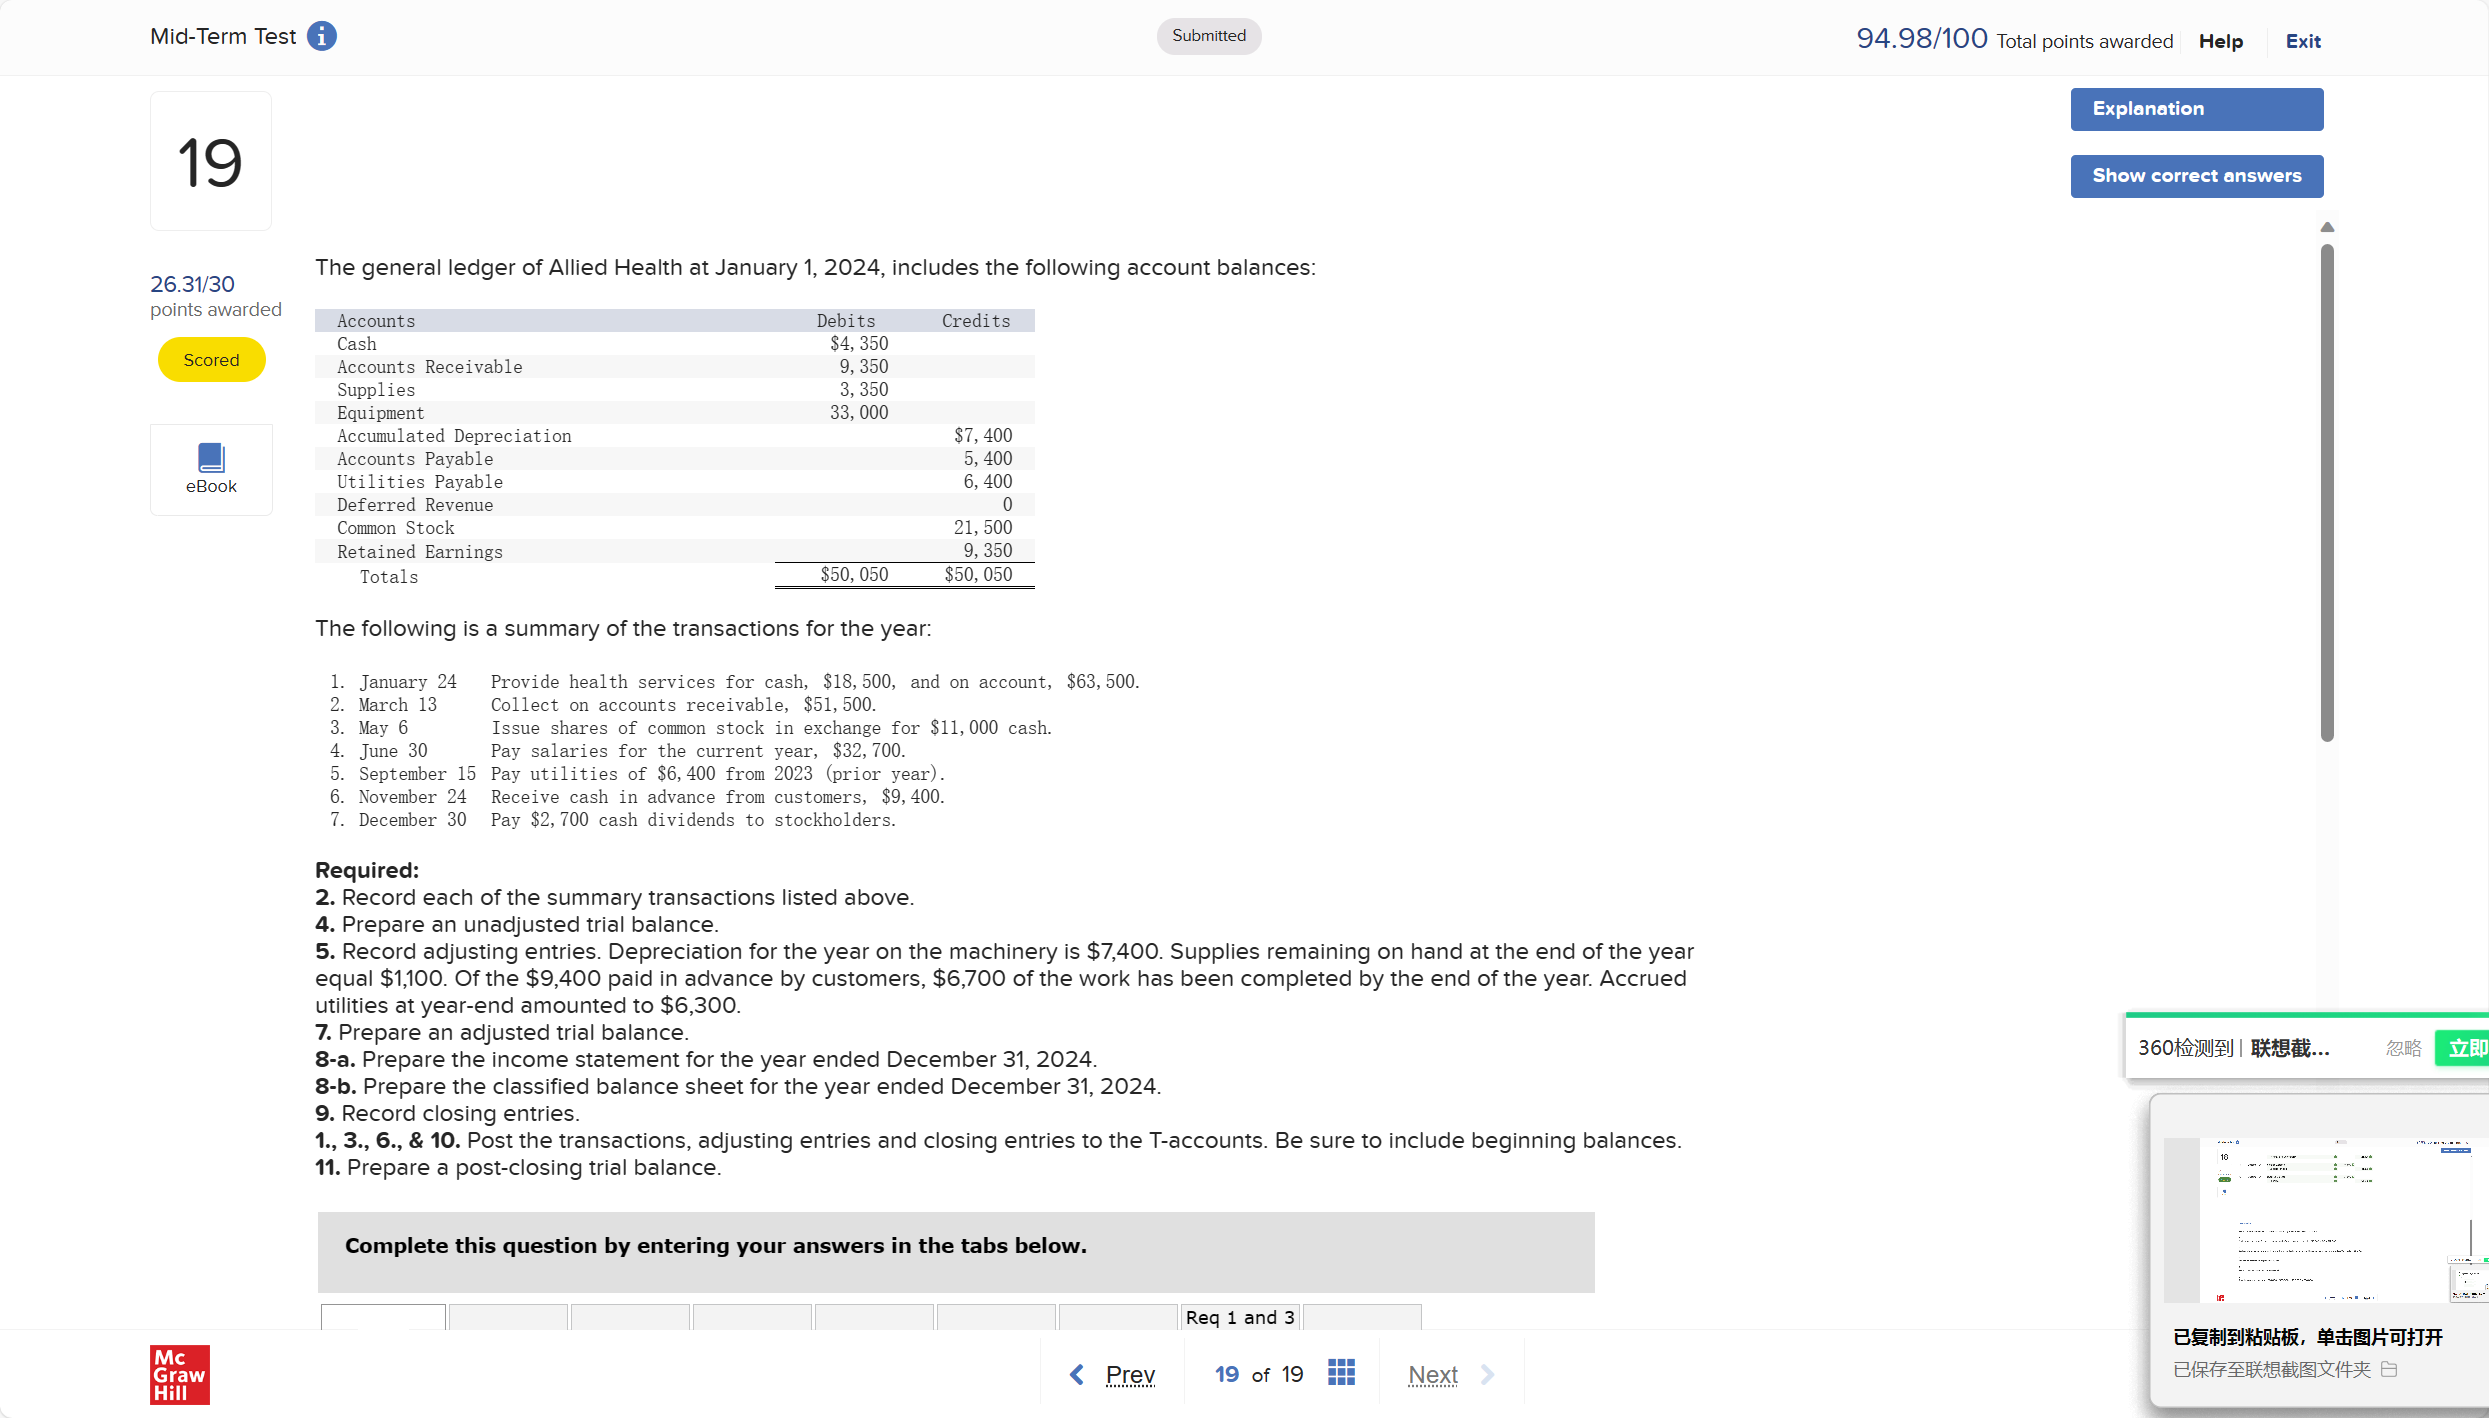 Mid-Term Test
Submitted
94.98/100 Total points awarded
Help
Exit
19
Explanation
Show correct answers
26.31/30
points awarded
Scored
eBook
The general ledger of Allied Health at January 1, 2024, includes the following account balances:
Accounts Debits Credits
Cash $4,350
Accounts Receivable 9,350
Supplies 3,350
Equipment 33,000
Accumulated Depreciation $7,400
Accounts Payable 5,400
Utilities Payable 6,400
Deferred Revenue 0
Common Stock 21,500
Retained Earnings 9,350
Totals $50,050 $50,050
The following is a summary of the transactions for the year:
1. January 24 Provide health services for cash, $18,500, and on account, $63,500.
2. March 13 Collect on accounts receivable, $51,500.
3. May 6 Issue shares of common stock in exchange for $11,000 cash.
4. June 30 Pay salaries for the current year, $32,700.
5. September 15 Pay utilities of $6,400 from 2023 (prior year).
6. November 24 Receive cash in advance from customers, $9,400.
7. December 30 Pay $2,700 cash dividends to stockholders.
Required:
2. Record each of the summary transactions listed above.
4. Prepare an unadjusted trial balance.
5. Record adjusting entries. Depreciation for the year on the machinery is $7,400. Supplies remaining on hand at the end of the year
equal $1,100. Of the $9,400 paid in advance by customers, $6,700 of the work has been completed by the end of the year. Accrued
utilities at year-end amounted to $6,300.
7. Prepare an adjusted trial balance.
8-a. Prepare the income statement for the year ended December 31, 2024.
8-b. Prepare the classified balance sheet for the year ended December 31, 2024.
9. Record closing entries.
1., 3., 6., & 10. Post the transactions, adjusting entries and closing entries to the T-accounts. Be sure to include beginning balances.
11. Prepare a post-closing trial balance.
Complete this question by entering your answers in the tabs below.
Req 1 and 3
Mc
Graw
Hill
Prev
19 of 19
Next
360检测到 | 联想截...
忽略
立即
已复制到粘贴板，单击图片可打开
已保存至联想截图文件夹